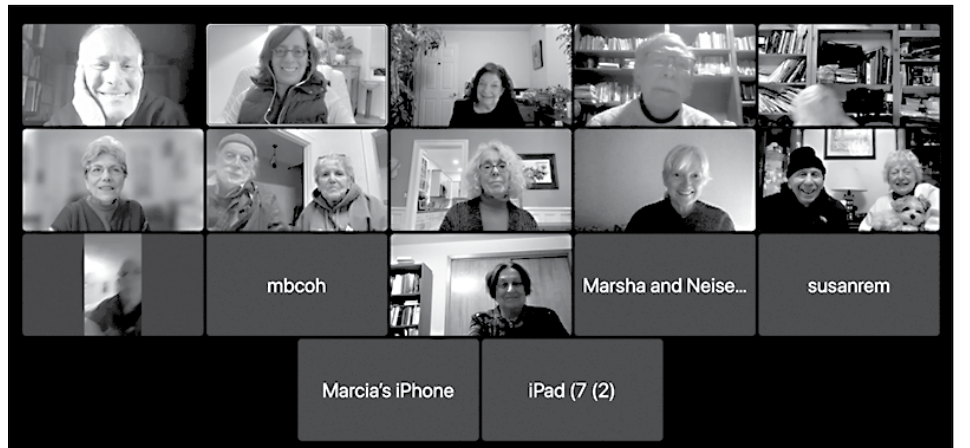 mbcoh
Marsha and Neise...
susanrem
Marcia's iPhone
iPad (7 (2)